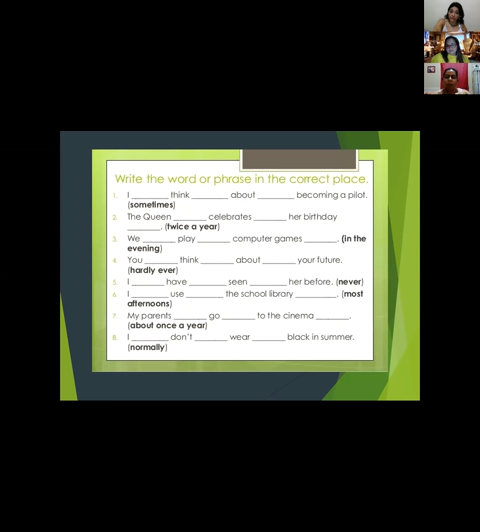 Write the word or phrase in the correct place.
1. I ________ think ________ about ________ becoming a pilot.
(sometimes)
2. The Queen ________ celebrates ________ her birthday
________. (twice a year)
3. We ________ play ________ computer games ________. (in the
evening)
4. You ________ think ________ about ________ your future.
(hardly ever)
5. I ________ have ________ seen ________ her before. (never)
6. I ________ use ________ the school library ________. (most
afternoons)
7. My parents ________ go ________ to the cinema ________.
(about once a year)
8. I ________ don't ________ wear ________ black in summer.
(normally)